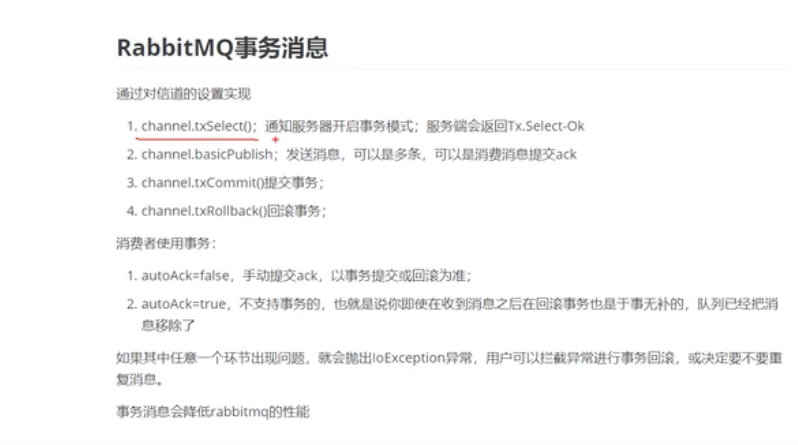 RabbitMQ事务消息
通过对信道的设置实现
1. channel.txSelect()；通知服务器开启事务模式；服务端会返回Tx.Select-Ok
2. channel.basicPublish；发送消息，可以是多条，可以是消费消息提交ack
3. channel.txCommit()提交事务；
4. channel.txRollback()回滚事务；
消费者使用事务：
1. autoAck=false，手动提交ack，以事务提交或回滚为准；
2. autoAck=true，不支持事务的，也就是说你即使在收到消息之后在回滚事务也是于事无补的，队列已经把消
息移除了
如果其中任意一个环节出现问题，就会抛出IoException异常，用户可以拦截异常进行事务回滚，或决定要不要重
复消息。
事务消息会降低rabbitmq的性能